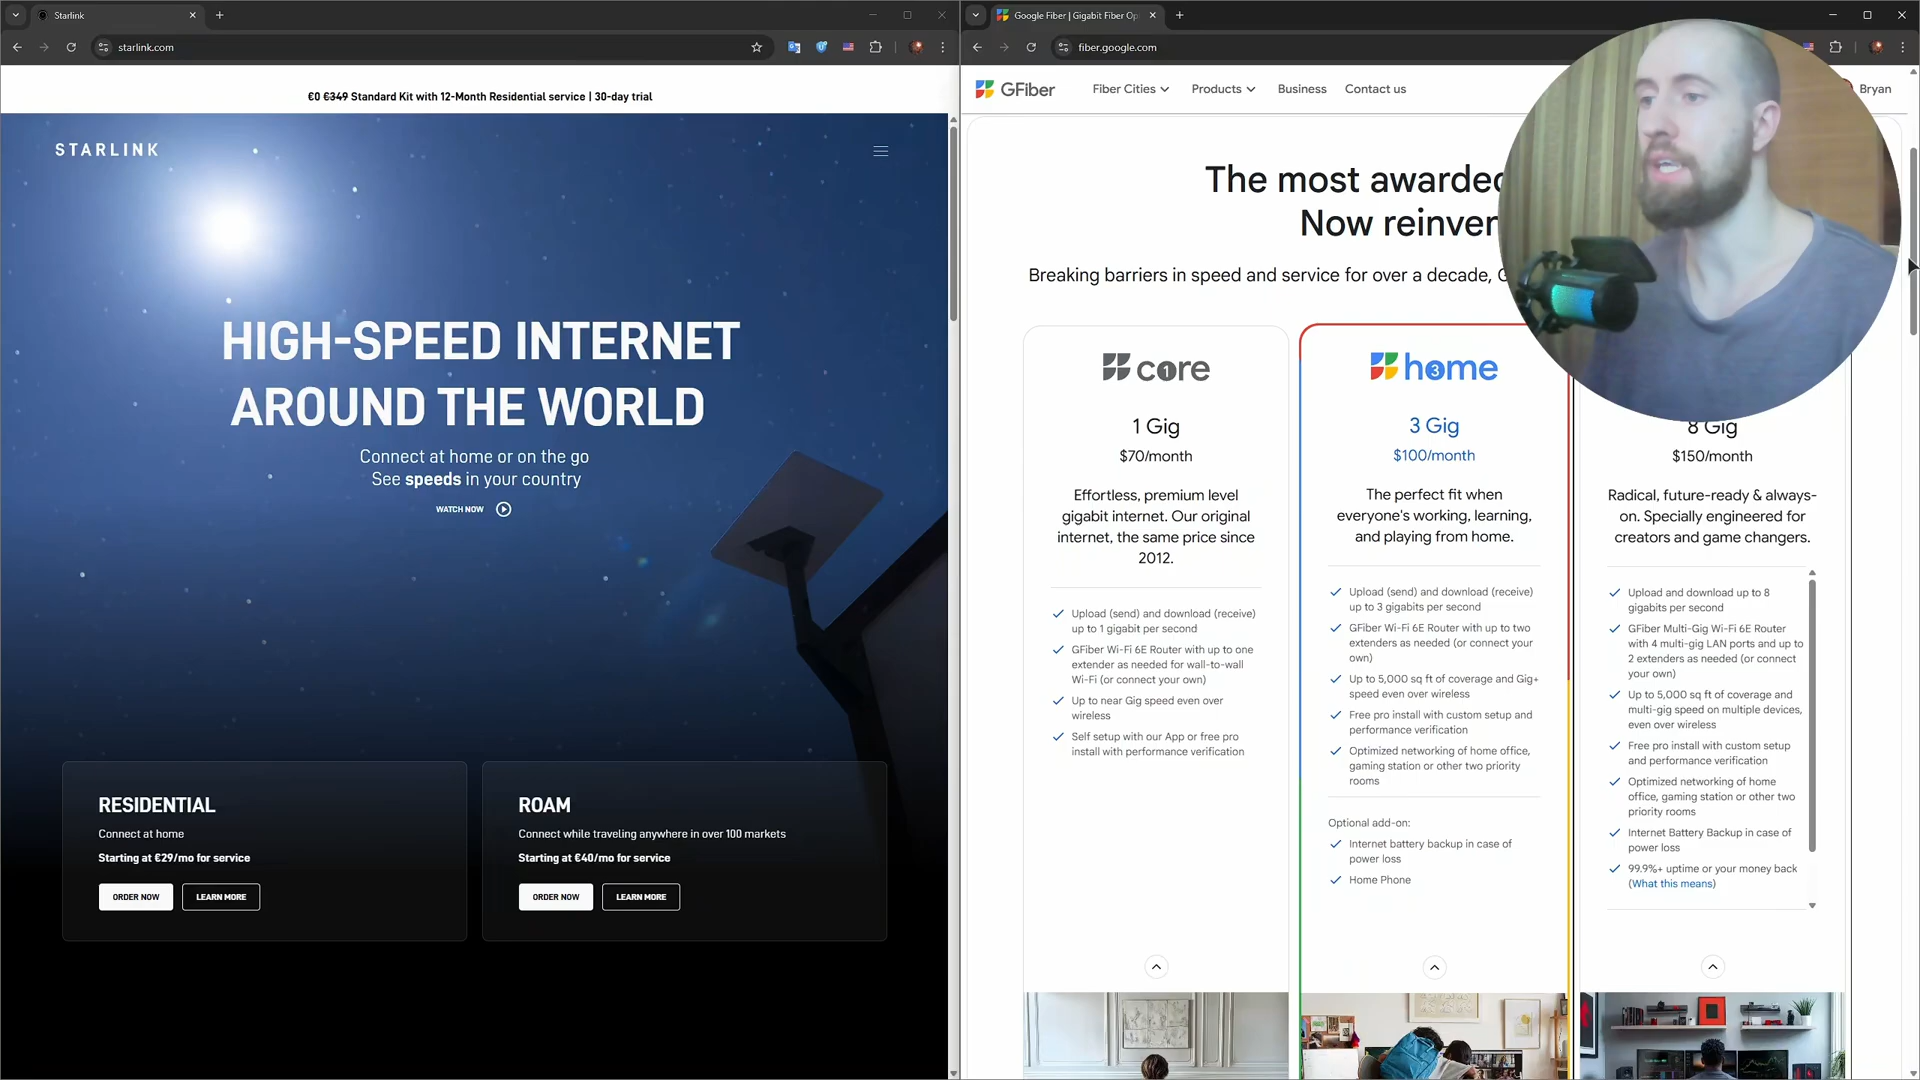 Starlink
starlink.com
€0 €349 Standard Kit with 12-Month Residential service | 30-day trial
STARLINK
HIGH-SPEED INTERNET
AROUND THE WORLD
Connect at home or on the go
See speeds in your country
WATCH NOW
RESIDENTIAL
Connect at home
Starting at €29/mo for service
ORDER NOW
LEARN MORE
ROAM
Connect while traveling anywhere in over 100 markets
Starting at €40/mo for service
ORDER NOW
LEARN MORE
Google Fiber | Gigabit Fiber Op
fiber.google.com
GFiber
Fiber Cities
Products
Business
Contact us
Bryan
The most awarded
Now reinven
Breaking barriers in speed and service for over a decade, G
core
1
1 Gig
$70/month
Effortless, premium level
gigabit internet. Our original
internet, the same price since
2012.
Upload (send) and download (receive)
up to 1 gigabit per second
GFiber Wi-Fi 6E Router with up to one
extender as needed for wall-to-wall
Wi-Fi (or connect your own)
Up to near Gig speed even over
wireless
Self setup with our App or free pro
install with performance verification
home
3
3 Gig
$100/month
The perfect fit when
everyone's working, learning,
and playing from home.
Upload (send) and download (receive)
up to 3 gigabits per second
GFiber Wi-Fi 6E Router with up to two
extenders as needed (or connect your
own)
Up to 5,000 sq ft of coverage and Gig+
speed even over wireless
Free pro install with custom setup and
performance verification
Optimized networking of home office,
gaming station or other two priority
rooms
Optional add-on:
Internet battery backup in case of
power loss
Home Phone
8 Gig
$150/month
Radical, future-ready & always-
on. Specially engineered for
creators and game changers.
Upload and download up to 8
gigabits per second
GFiber Multi-Gig Wi-Fi 6E Router
with 4 multi-gig LAN ports and up to
2 extenders as needed (or connect
your own)
Up to 5,000 sq ft of coverage and
multi-gig speed on multiple devices,
even over wireless
Free pro install with custom setup
and performance verification
Optimized networking of home
office, gaming station or other two
priority rooms
Internet Battery Backup in case of
power loss
99.9%+ uptime or your money back
(What this means)